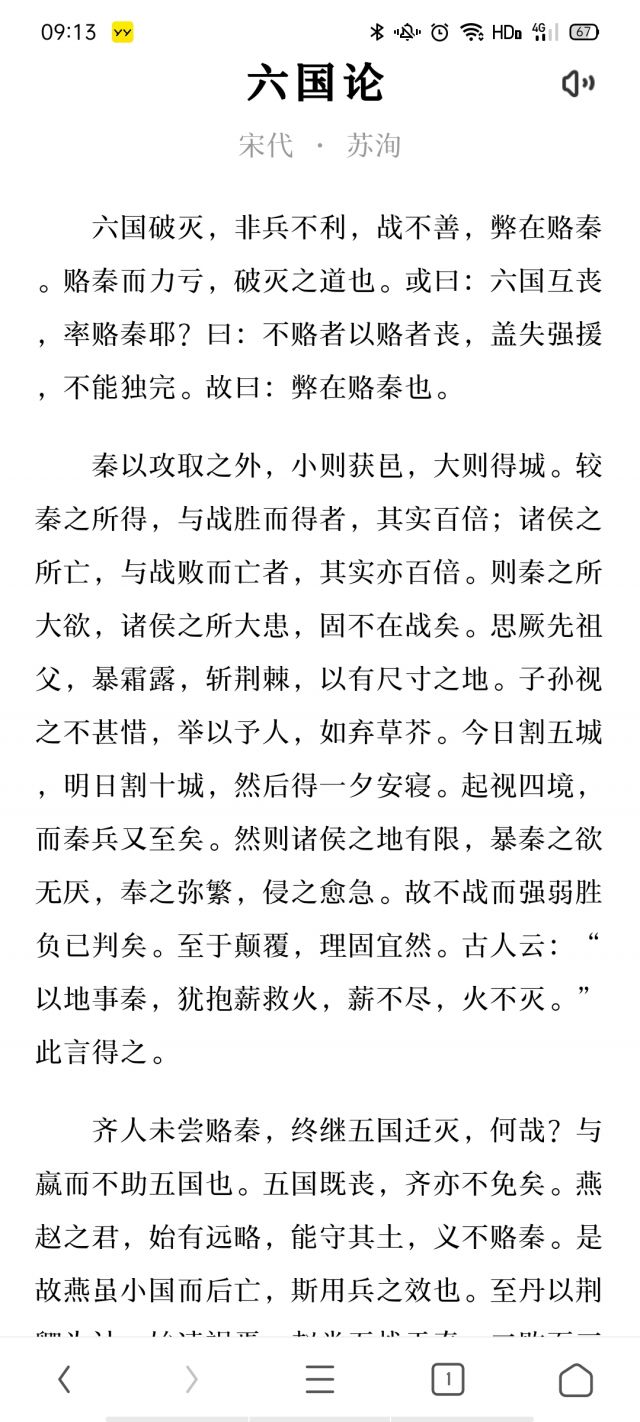 09:13
HD
4G
67
六国论
宋代 · 苏洵
六国破灭，非兵不利，战不善，弊在赂秦
。赂秦而力亏，破灭之道也。或曰：六国互丧
，率赂秦耶？曰：不赂者以赂者丧，盖失强援
，不能独完。故曰：弊在赂秦也。
秦以攻取之外，小则获邑，大则得城。较
秦之所得，与战胜而得者，其实百倍；诸侯之
所亡，与战败而亡者，其实亦百倍。则秦之所
大欲，诸侯之所大患，固不在战矣。思厥先祖
父，暴霜露，斩荆棘，以有尺寸之地。子孙视
之不甚惜，举以予人，如弃草芥。今日割五城
，明日割十城，然后得一夕安寝。起视四境，
而秦兵又至矣。然则诸侯之地有限，暴秦之欲
无厌，奉之弥繁，侵之愈急。故不战而强弱胜
负已判矣。至于颠覆，理固宜然。古人云：“
以地事秦，犹抱薪救火，薪不尽，火不灭。”
此言得之。
齐人未尝赂秦，终继五国迁灭，何哉？与
嬴而不助五国也。五国既丧，齐亦不免矣。燕
赵之君，始有远略，能守其土，义不赂秦。是
故燕虽小国而后亡，斯用兵之效也。至丹以荆
1